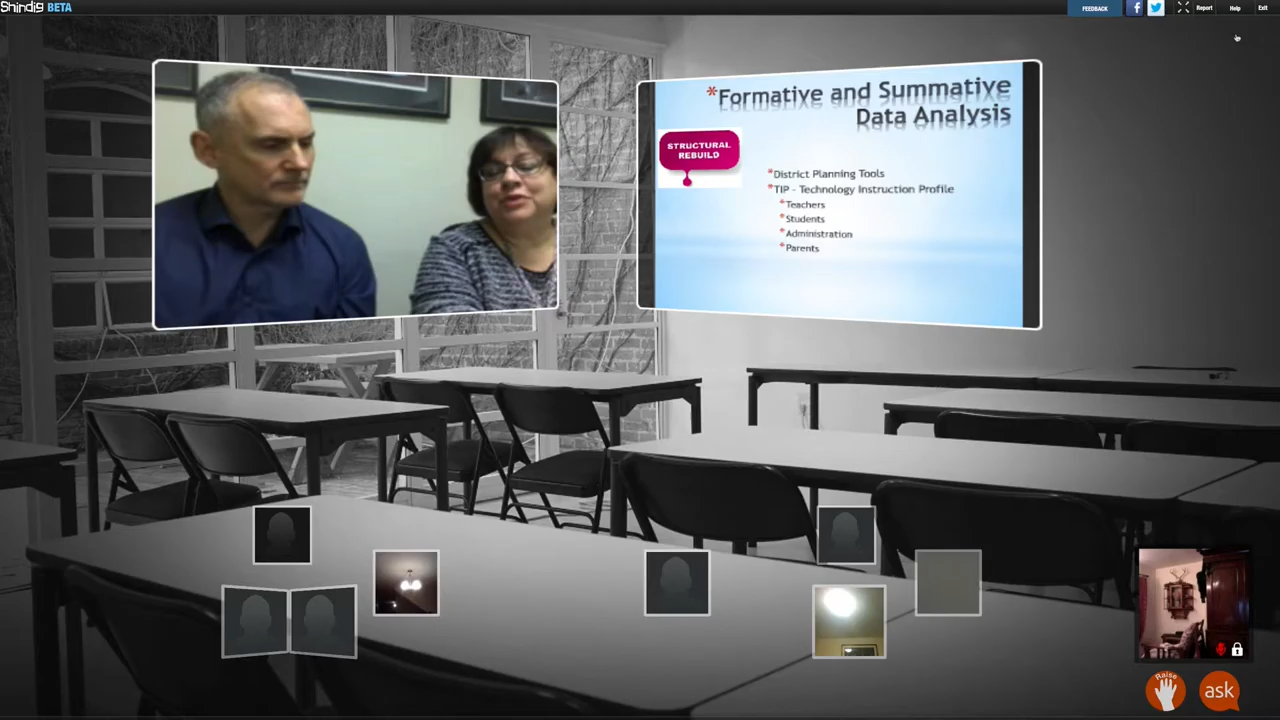 Shindig BETA
FEEDBACK
Report
Help
Exit
*Formative and Summative
Data Analysis
STRUCTURAL
REBUILD
*District Planning Tools
*TIP - Technology Instruction Profile
*Teachers
*Students
*Administration
*Parents
Raise
ask